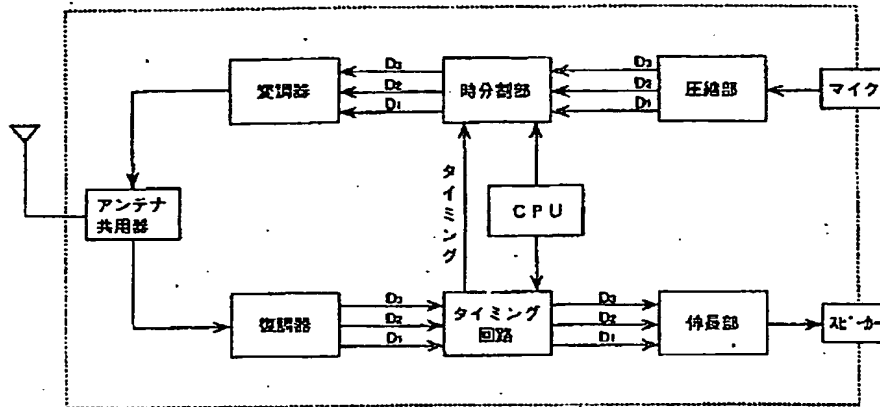 D3
D3
変調器
D2
時分割部
D2
圧縮部
マイク
D1
D1
タイミング
アンテナ
共用器
CPU
D3
D3
復調器
D2
タイミング
回路
D2
伸長部
スピーカー
D1
D1